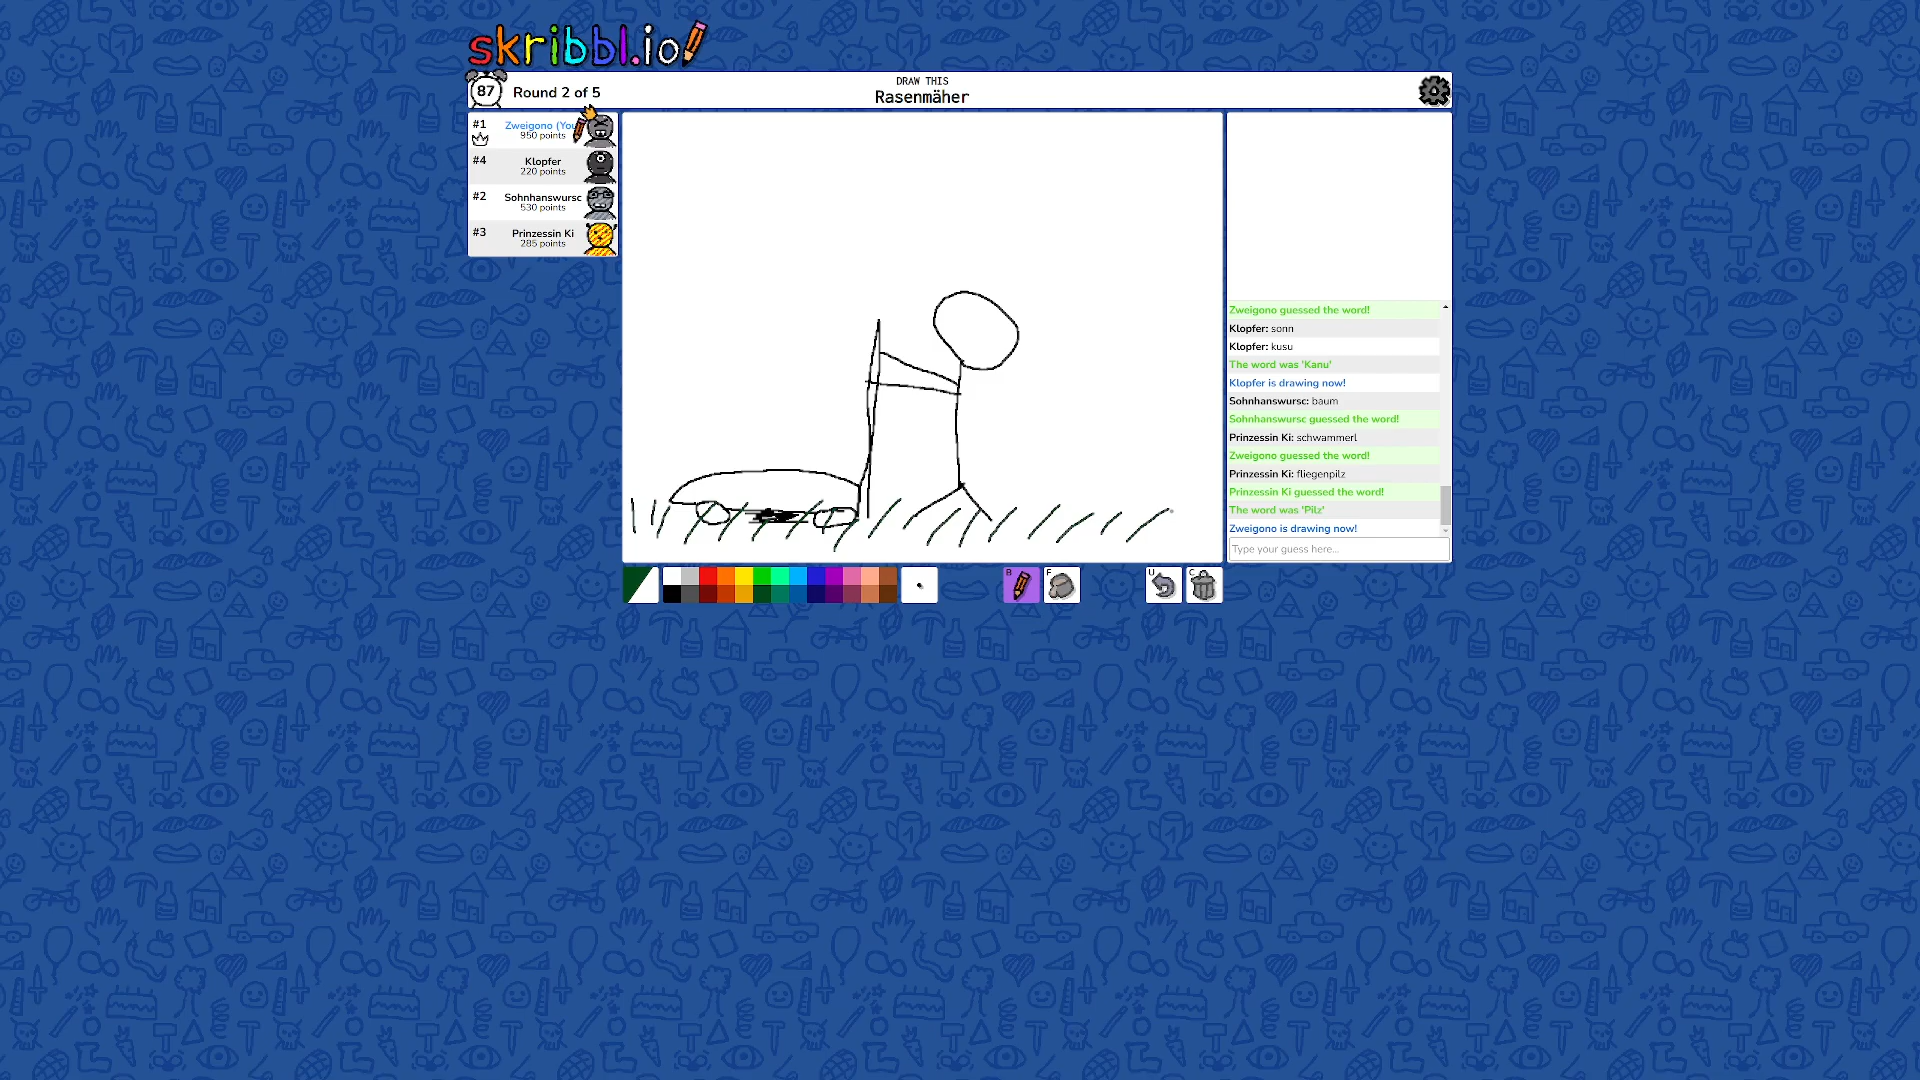 skribbl.io
87
Round 2 of 5
DRAW THIS
Rasenmäher
#1
Zweigono (You
950 points
#4
Klopfer
220 points
#2
Sohnhanswursc
530 points
#3
Prinzessin Ki
285 points
Zweigono guessed the word!
Klopfer: sonn
Klopfer: kusu
The word was 'Kanu'
Klopfer is drawing now!
Sohnhanswursc: baum
Sohnhanswursc guessed the word!
Prinzessin Ki: schwammerl
Zweigono guessed the word!
Prinzessin Ki: fliegenpilz
Prinzessin Ki guessed the word!
The word was 'Pilz'
Zweigono is drawing now!
Type your guess here...
B
F
U
C